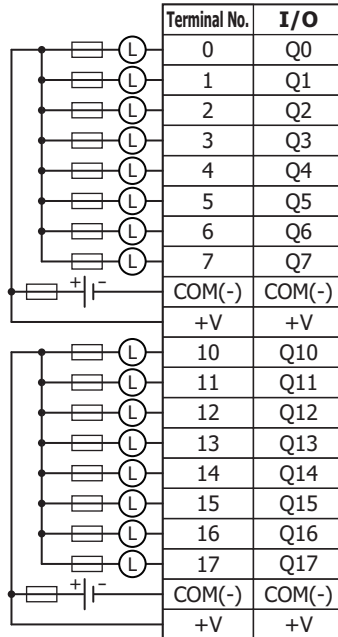 Terminal No. I/O
L 0 Q0
L 1 Q1
L 2 Q2
L 3 Q3
L 4 Q4
L 5 Q5
L 6 Q6
L 7 Q7
+ - COM(-) COM(-)
+V +V
L 10 Q10
L 11 Q11
L 12 Q12
L 13 Q13
L 14 Q14
L 15 Q15
L 16 Q16
L 17 Q17
+ - COM(-) COM(-)
+V +V